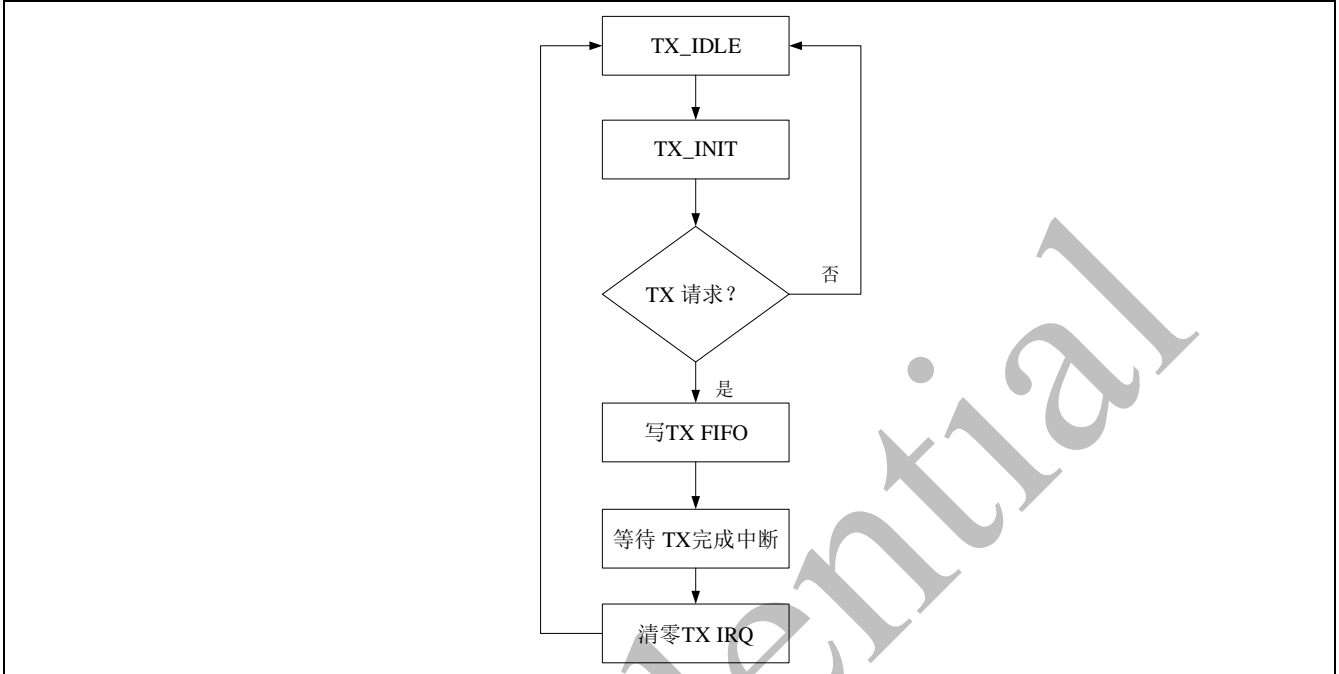 TX_IDLE
TX_INIT
TX 请求？
否
是
写TX FIFO
等待 TX完成中断
清零TX IRQ